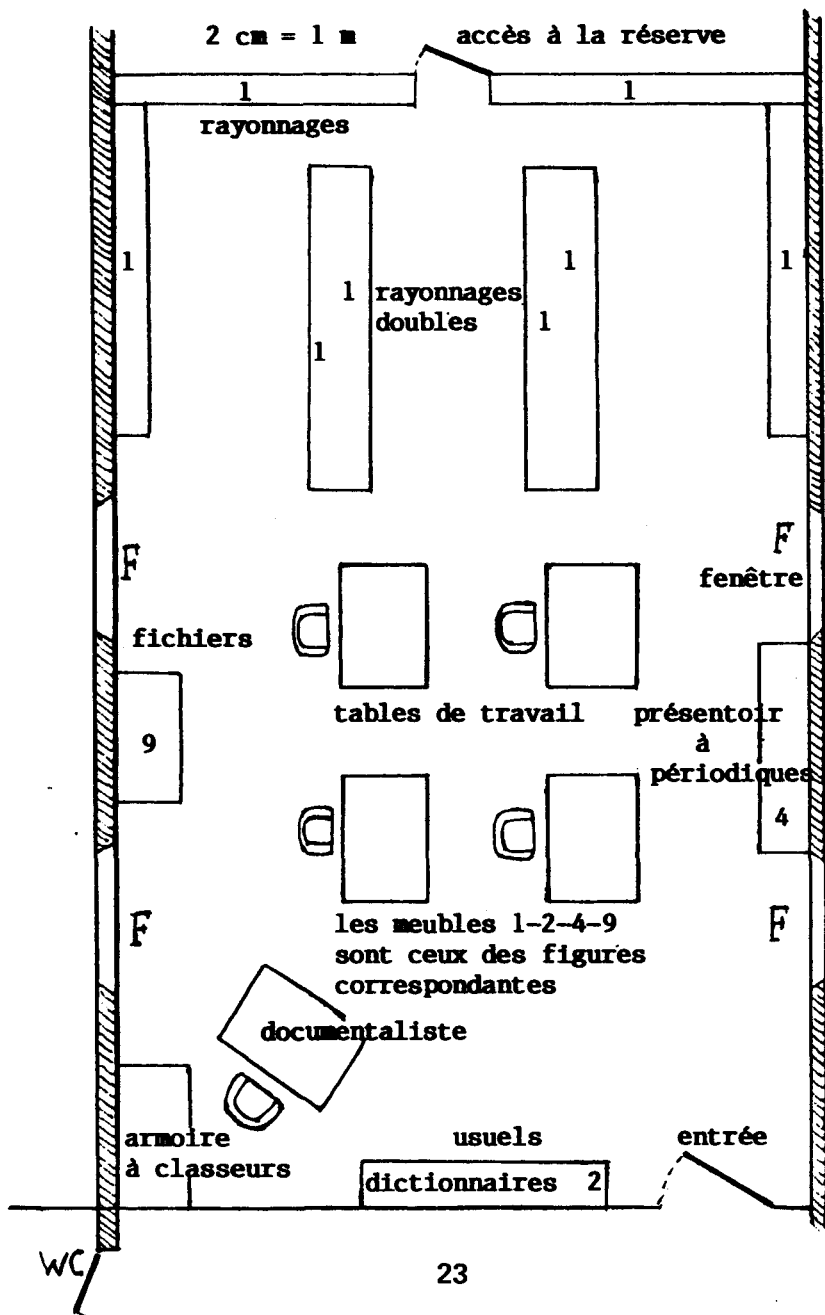 2 cm = 1 m accès à la réserve
1 1
rayonnages
1 1 1
1 rayonnages
doubles 1
1
F F
fenêtre
fichiers
tables de travail présentoir
à
périodiques
9
4
F F
les meubles 1-2-4-9
sont ceux des figures
correspondantes
documentaliste
armoire usuels entrée
à classeurs
dictionnaires 2
WC
23